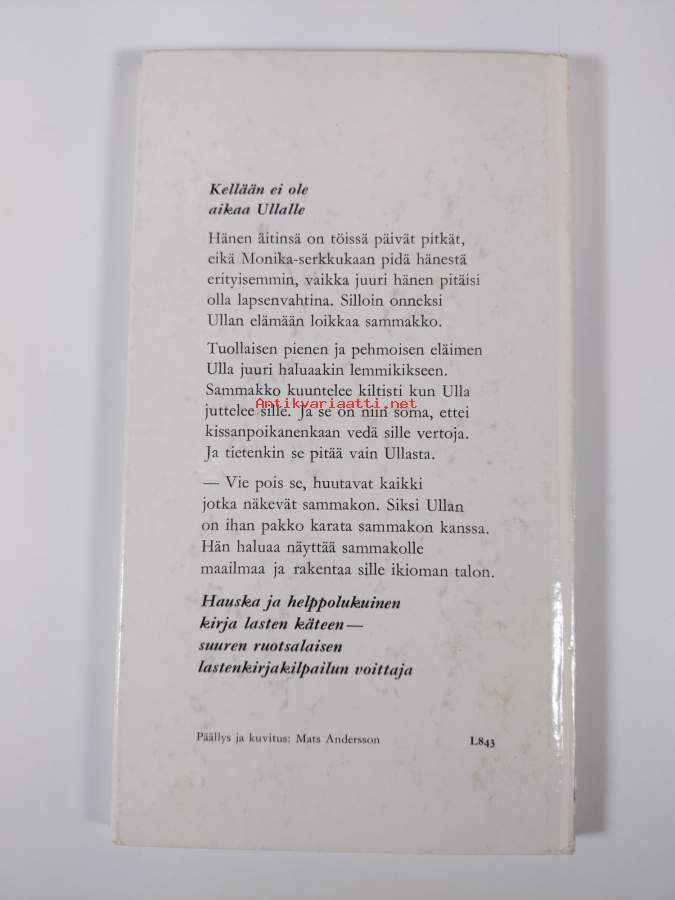 Kellään ei ole
aikaa Ullalle
Hänen äitinsä on töissä päivät pitkät,
eikä Monika-serkkukaan pidä hänestä
erityisemmin, vaikka juuri hänen pitäisi
olla lapsenvahtina. Silloin onneksi
Ullan elämään loikkaa sammakko.
Tuollaisen pienen ja pehmoisen eläimen
Ulla juuri haluaakin lemmikikseen.
Sammakko kuuntelee kiltisti kun Ulla
Antikvariaatti.net
juttelee sille. Ja se on niin soma, ettei
kissanpoikanenkaan vedä sille vertoja.
Ja tietenkin se pitää vain Ullasta.
— Vie pois se, huutavat kaikki
jotka näkevät sammakon. Siksi Ullan
on ihan pakko karata sammakon kanssa.
Hän haluaa näyttää sammakolle
maailmaa ja rakentaa sille ikioman talon.
Hauska ja helppolukuinen
kirja lasten käteen —
suuren ruotsalaisen
lastenkirjakilpailun voittaja
Päällys ja kuvitus: Mats Andersson L843